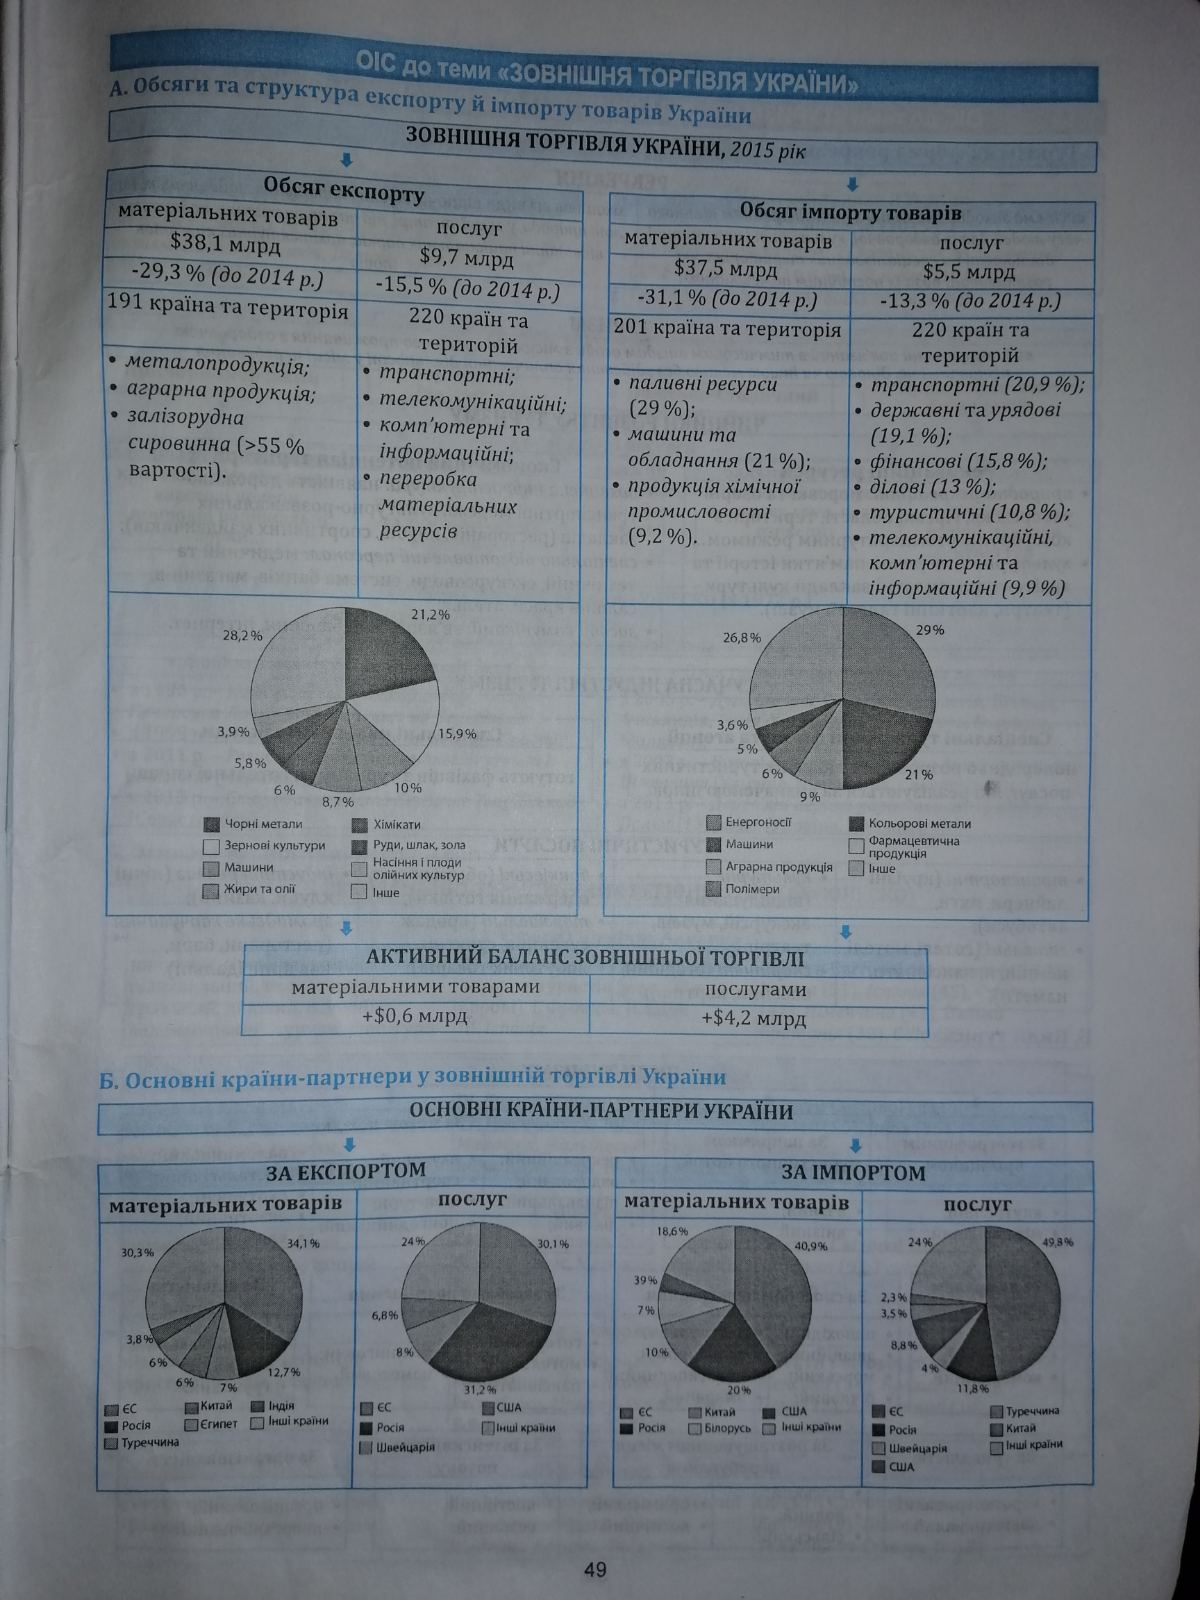 ОІС до теми «ЗОВНІШНЯ ТОРГІВЛЯ УКРАЇНИ»
А. Обсяги та структура експорту й імпорту товарів України
ЗОВНІШНЯ ТОРГІВЛЯ УКРАЇНИ, 2015 рік
Обсяг експорту
матеріальних товарів
послуг
$38,1 млрд
$9,7 млрд
-29,3 % (до 2014 р.)
-15,5 % (до 2014 р.)
191 країна та територія
220 країн та
територій
• металопродукція;
• аграрна продукція;
• залізорудна
сировина (>55 %
вартості).
• транспортні;
• телекомунікаційні;
• комп'ютерні та
інформаційні;
• переробка
матеріальних
ресурсів
28,2%
21,2%
15,9%
10%
8,7%
6%
5,8%
3,9%
Чорні метали
Зернові культури
Машини
Жири та олії
Хімікати
Руди, шлак, зола
Насіння і плоди
олійних культур
Інше
Обсяг імпорту товарів
матеріальних товарів
послуг
$37,5 млрд
$5,5 млрд
-31,1 % (до 2014 р.)
-13,3 % (до 2014 р.)
201 країна та територія
220 країн та
територій
• паливні ресурси
(29 %);
• машини та
обладнання (21 %);
• продукція хімічної
промисловості
(9,2 %).
• транспортні (20,9 %);
• державні та урядові
(19,1 %);
• фінансові (15,8 %);
• ділові (13 %);
• туристичні (10,8 %);
• телекомунікаційні,
комп'ютерні та
інформаційні (9,9 %)
26,8%
29%
21%
9%
6%
5%
3,6%
Енергоносії
Машини
Аграрна продукція
Полімери
Кольорові метали
Фармацевтична
продукція
Інше
АКТИВНИЙ БАЛАНС ЗОВНІШНЬОЇ ТОРГІВЛІ
матеріальними товарами
послугами
+$0,6 млрд
+$4,2 млрд
Б. Основні країни-партнери у зовнішній торгівлі України
ОСНОВНІ КРАЇНИ-ПАРТНЕРИ УКРАЇНИ
ЗА ЕКСПОРТОМ
матеріальних товарів
30,3%
34,1%
12,7%
7%
6%
6%
3,8%
ЄС
Росія
Туреччина
Китай
Єгипет
Індія
Інші країни
послуг
24%
30,1%
31,2%
8%
6,8%
ЄС
Росія
Швейцарія
США
Інші країни
ЗА ІМПОРТОМ
матеріальних товарів
18,6%
40,9%
20%
10%
7%
39%
ЄС
Росія
Китай
Білорусь
США
Інші країни
послуг
24%
49,8%
11,8%
4%
8,8%
3,5%
2,3%
ЄС
Росія
Швейцарія
США
Туреччина
Китай
Інші країни
49